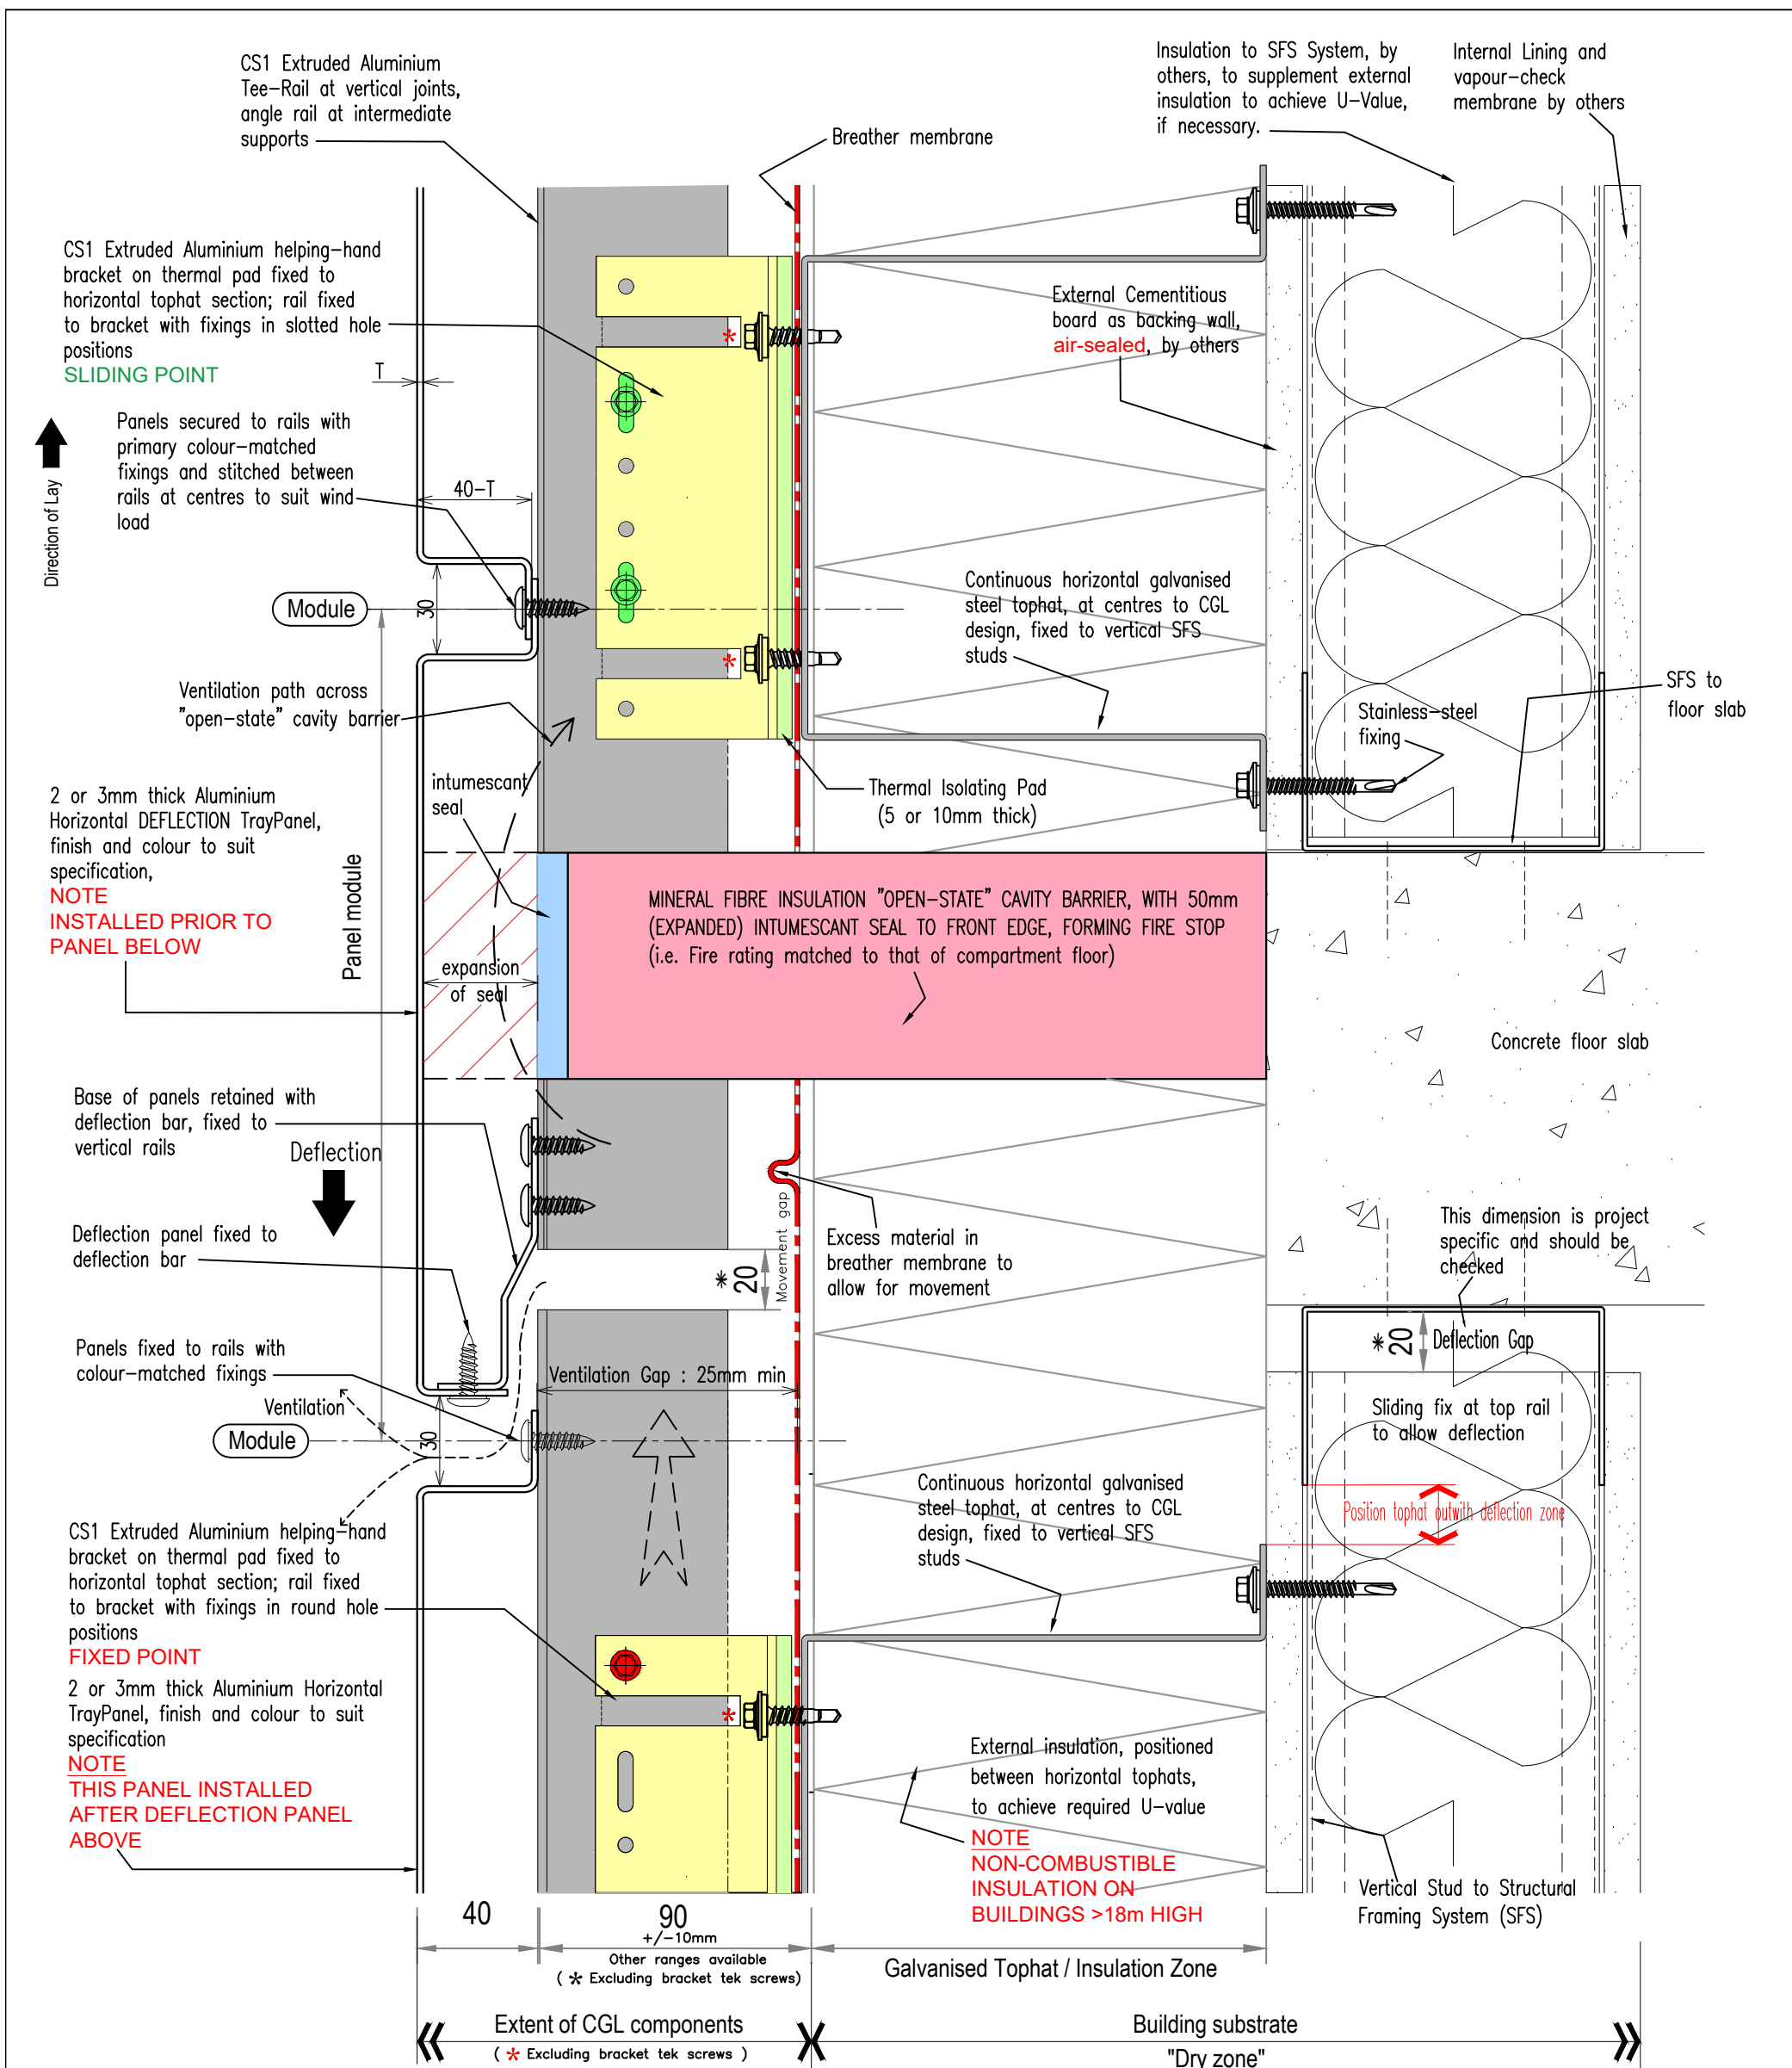 CS1 Extruded Aluminium
Tee-Rail at vertical joints,
angle rail at intermediate
supports
Breather membrane
Insulation to SFS System, by
others, to supplement external
insulation to achieve U-Value,
if necessary.
Internal Lining and
vapour-check
membrane by others
CS1 Extruded Aluminium helping-hand
bracket on thermal pad fixed to
horizontal tophat section; rail fixed
to bracket with fixings in slotted hole
positions
SLIDING POINT
T
External Cementitious
board as backing wall,
air-sealed, by others
*
Direction of Lay
Panels secured to rails with
primary colour-matched
fixings and stitched between
rails at centres to suit wind
load
40-T
30
Module
Continuous horizontal galvanised
steel tophat, at centres to CGL
design, fixed to vertical SFS
studs
*
Ventilation path across
"open-state" cavity barrier
SFS to
floor slab
Stainless-steel
fixing
intumescant
seal
Thermal Isolating Pad
(5 or 10mm thick)
2 or 3mm thick Aluminium
Horizontal DEFLECTION TrayPanel,
finish and colour to suit
specification,
NOTE
INSTALLED PRIOR TO
PANEL BELOW
Panel module
expansion
of seal
MINERAL FIBRE INSULATION "OPEN-STATE" CAVITY BARRIER, WITH 50mm
(EXPANDED) INTUMESCANT SEAL TO FRONT EDGE, FORMING FIRE STOP
(i.e. Fire rating matched to that of compartment floor)
Concrete floor slab
Base of panels retained with
deflection bar, fixed to
vertical rails
Deflection
Deflection panel fixed to
deflection bar
* 20
Movement gap
Excess material in
breather membrane to
allow for movement
This dimension is project
specific and should be
checked
* 20
Deflection Gap
Panels fixed to rails with
colour-matched fixings
Ventilation
Ventilation Gap : 25mm min
Sliding fix at top rail
to allow deflection
Module
30
Continuous horizontal galvanised
steel tophat, at centres to CGL
design, fixed to vertical SFS
studs
Position tophat outwith deflection zone
CS1 Extruded Aluminium helping-hand
bracket on thermal pad fixed to
horizontal tophat section; rail fixed
to bracket with fixings in round hole
positions
FIXED POINT
*
2 or 3mm thick Aluminium Horizontal
TrayPanel, finish and colour to suit
specification
NOTE
THIS PANEL INSTALLED
AFTER DEFLECTION PANEL
ABOVE
External insulation, positioned
between horizontal tophats,
to achieve required U-value
NOTE
NON-COMBUSTIBLE
INSULATION ON
BUILDINGS >18m HIGH
Vertical Stud to Structural
Framing System (SFS)
40
90
+/-10mm
Other ranges available
( * Excluding bracket tek screws)
Galvanised Tophat / Insulation Zone
Extent of CGL components
( * Excluding bracket tek screws )
Building substrate
"Dry zone"